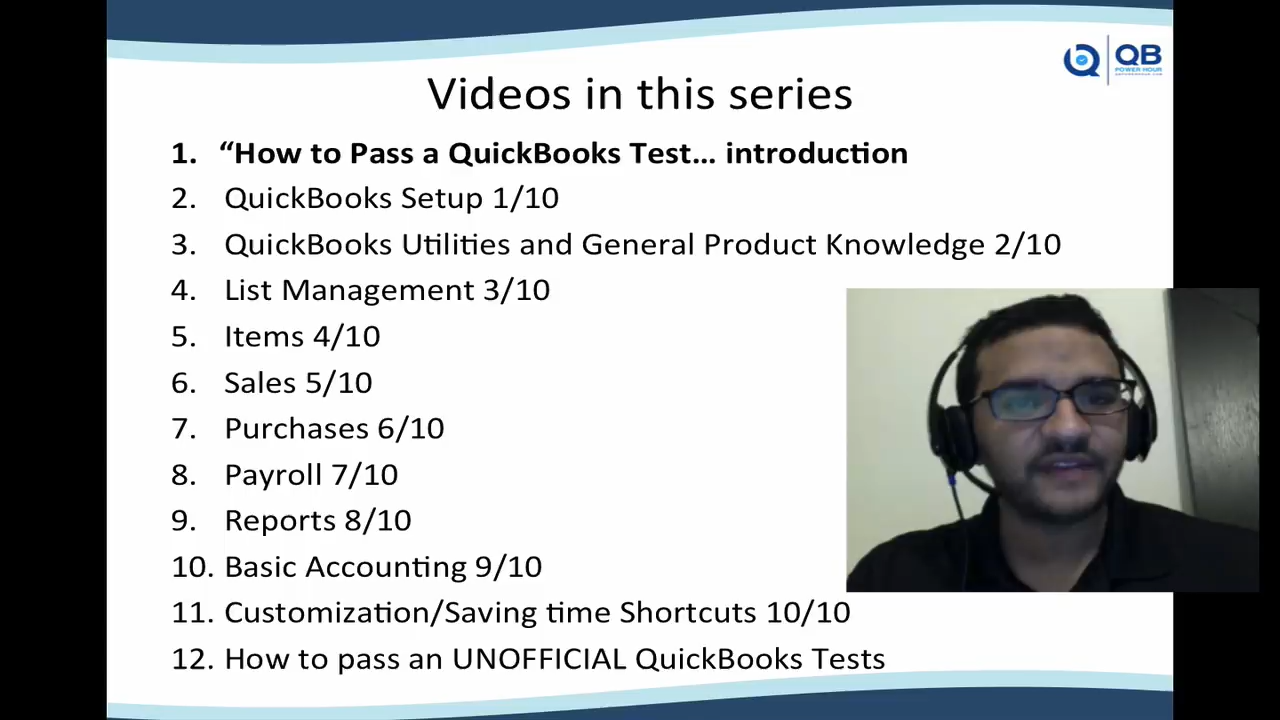 QB
POWER HOUR
Videos in this series
1. “How to Pass a QuickBooks Test... introduction
2. QuickBooks Setup 1/10
3. QuickBooks Utilities and General Product Knowledge 2/10
4. List Management 3/10
5. Items 4/10
6. Sales 5/10
7. Purchases 6/10
8. Payroll 7/10
9. Reports 8/10
10. Basic Accounting 9/10
11. Customization/Saving time Shortcuts 10/10
12. How to pass an UNOFFICIAL QuickBooks Tests